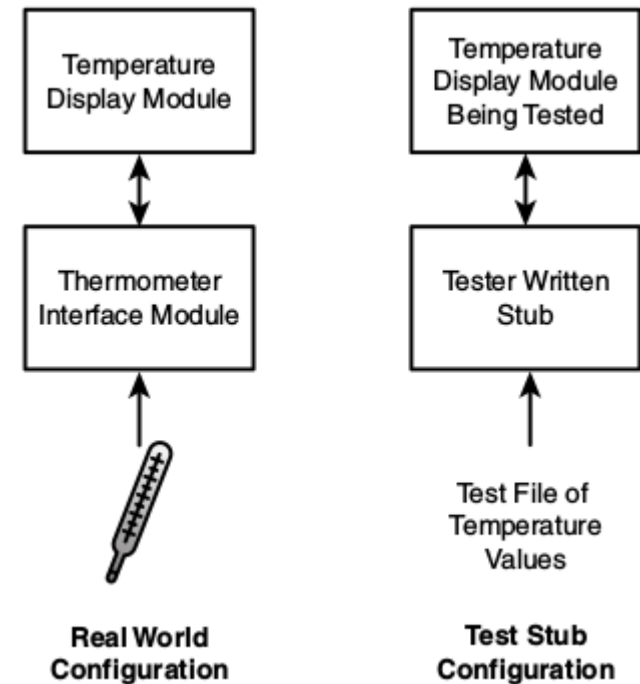 Temperature
Display Module
Thermometer
Interface Module
Real World
Configuration
Temperature
Display Module
Being Tested
Tester Written
Stub
Test File of
Temperature
Values
Test Stub
Configuration